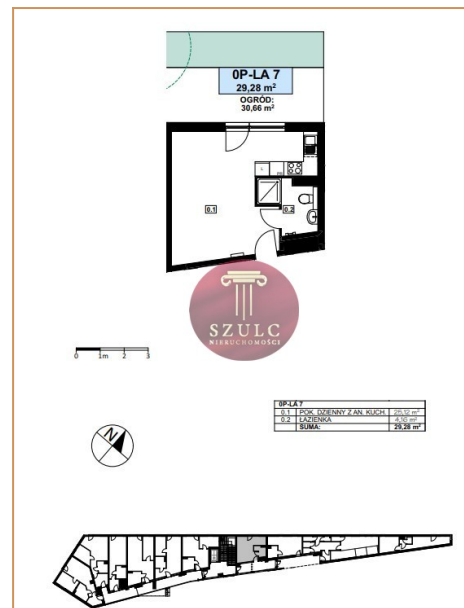 0P-LA 7
29,28 m²
OGRÓD:
30,66 m²
0.1
0.2
SZULC
NIERUCHOMOŚCI
0 1m 2 3
0P-LA 7
0.1 POK. DZIENNY Z AN. KUCH. 25,12 m²
0.2 ŁAZIENKA 4,16 m²
SUMA: 29,28 m²
N